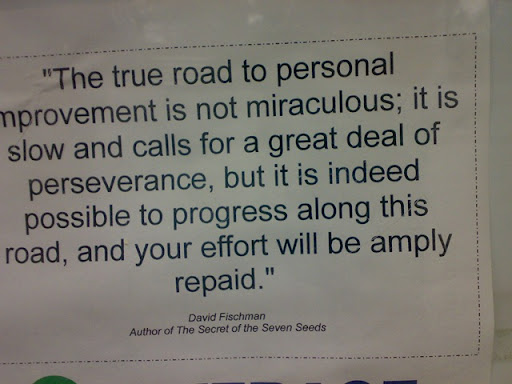 "The true road to personal
mprovement is not miraculous; it is
slow and calls for a great deal of
perseverance, but it is indeed
possible to progress along this
road, and your effort will be amply
repaid."
David Fischman
Author of The Secret of the Seven Seeds